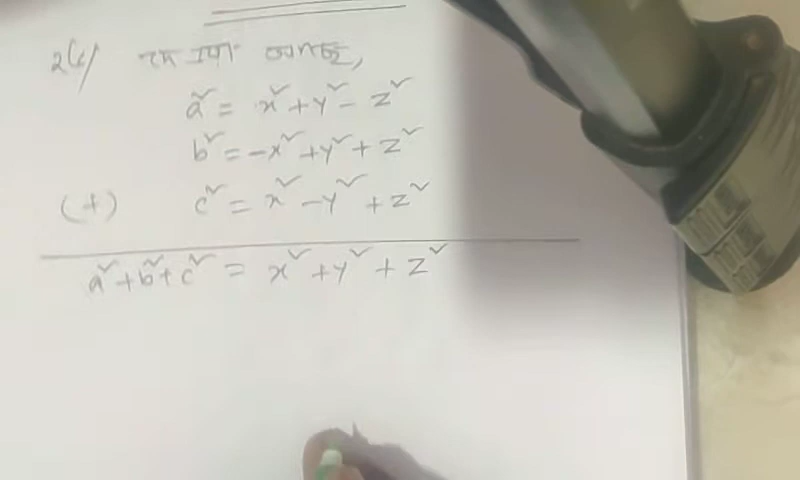 2(c) দেওয়া আছে,
a² = x² + y² - z²
b² = -x² + y² + z²
(+) c² = x² - y² + z²
a² + b² + c² = x² + y² + z²